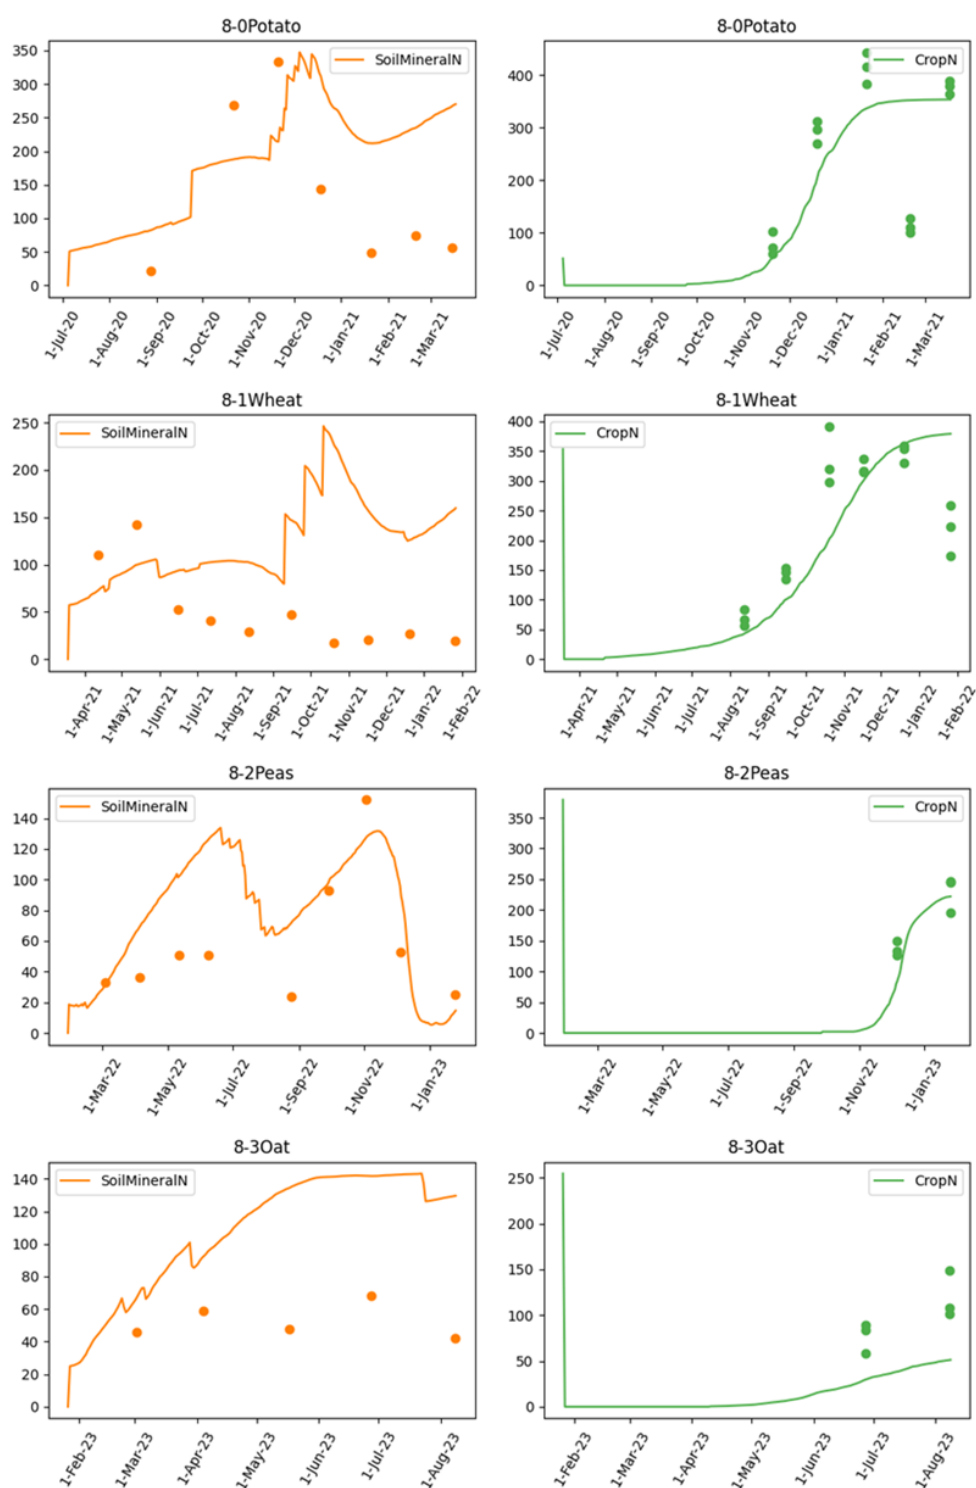 8-0Potato
350
300
250
200
150
100
50
0
SoilMineralN
1-Jul-20
1-Aug-20
1-Sep-20
1-Oct-20
1-Nov-20
1-Dec-20
1-Jan-21
1-Feb-21
1-Mar-21
8-0Potato
400
300
200
100
0
CropN
1-Jul-20
1-Aug-20
1-Sep-20
1-Oct-20
1-Nov-20
1-Dec-20
1-Jan-21
1-Feb-21
1-Mar-21
8-1Wheat
250
200
150
100
50
0
SoilMineralN
1-Apr-21
1-May-21
1-Jun-21
1-Jul-21
1-Aug-21
1-Sep-21
1-Oct-21
1-Nov-21
1-Dec-21
1-Jan-22
1-Feb-22
8-1Wheat
400
350
300
250
200
150
100
50
0
CropN
1-Apr-21
1-May-21
1-Jun-21
1-Jul-21
1-Aug-21
1-Sep-21
1-Oct-21
1-Nov-21
1-Dec-21
1-Jan-22
1-Feb-22
8-2Peas
140
120
100
80
60
40
20
0
SoilMineralN
1-Mar-22
1-May-22
1-Jul-22
1-Sep-22
1-Nov-22
1-Jan-23
8-2Peas
350
300
250
200
150
100
50
0
CropN
1-Mar-22
1-May-22
1-Jul-22
1-Sep-22
1-Nov-22
1-Jan-23
8-3Oat
140
120
100
80
60
40
20
0
SoilMineralN
1-Feb-23
1-Mar-23
1-Apr-23
1-May-23
1-Jun-23
1-Jul-23
1-Aug-23
8-3Oat
250
200
150
100
50
0
CropN
1-Feb-23
1-Mar-23
1-Apr-23
1-May-23
1-Jun-23
1-Jul-23
1-Aug-23